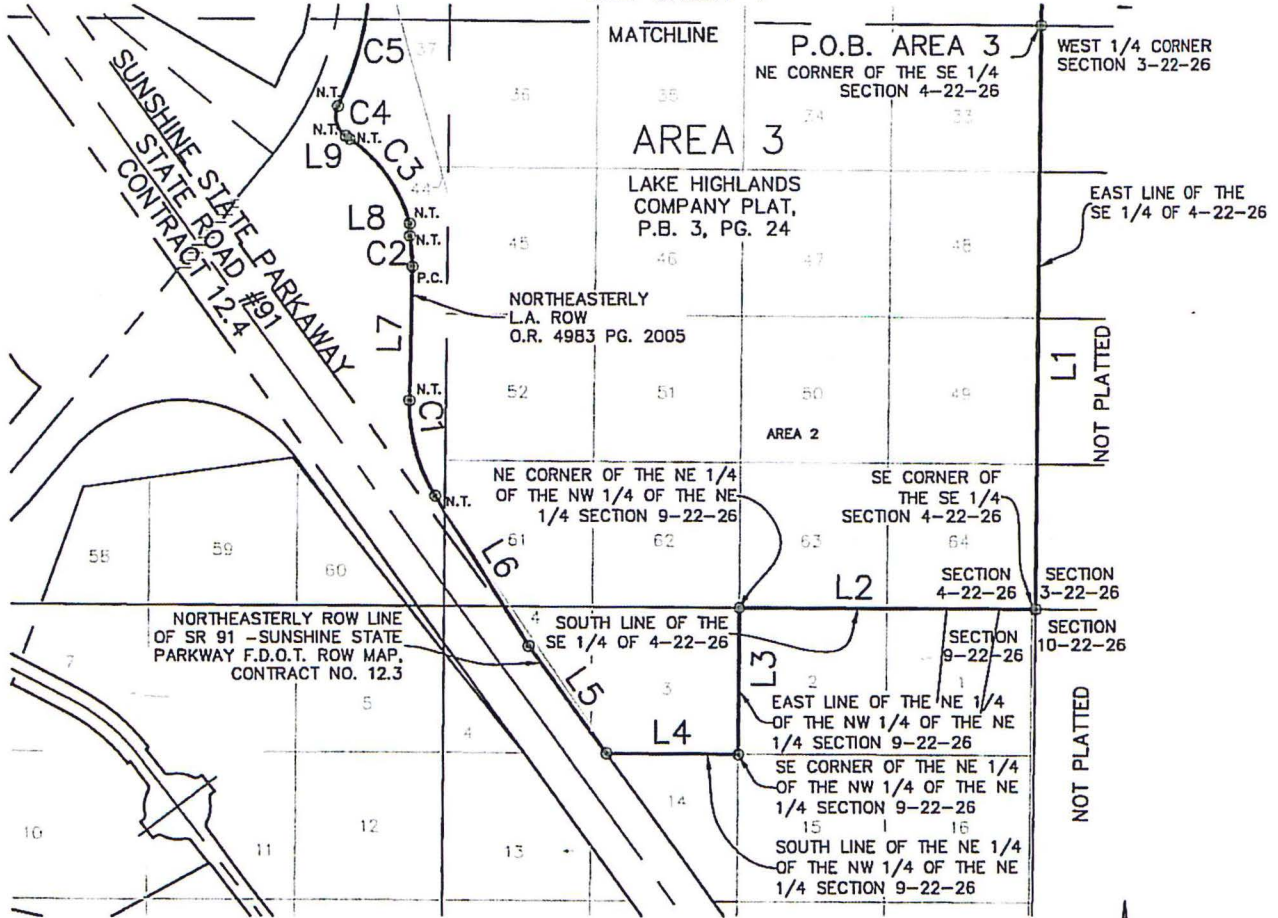 MATCHLINE
P.O.B. AREA 3
NE CORNER OF THE SE 1/4
SECTION 4-22-26
WEST 1/4 CORNER
SECTION 3-22-26
C5
37
N.T.
C4
N.T.
N.T.
L9
C3
36
35
34
33
AREA 3
LAKE HIGHLANDS
COMPANY PLAT,
P.B. 3, PG. 24
EAST LINE OF THE
SE 1/4 OF 4-22-26
SUNSHINE STATE PARKWAY
STATE ROAD #91
CONTRACT 12.4
44
L8
N.T.
N.T.
C2
P.C.
45
46
47
48
NORTHEASTERLY
L.A. ROW
O.R. 4983 PG. 2005
L7
L1
NOT PLATTED
N.T.
C1
52
51
50
49
AREA 2
N.T.
NE CORNER OF THE NE 1/4
OF THE NW 1/4 OF THE NE
1/4 SECTION 9-22-26
SE CORNER OF
THE SE 1/4
SECTION 4-22-26
58
59
60
L6
61
62
63
64
L2
SECTION
4-22-26
SECTION
3-22-26
NORTHEASTERLY ROW LINE
OF SR 91 -SUNSHINE STATE
PARKWAY F.D.O.T. ROW MAP,
CONTRACT NO. 12.3
4
SOUTH LINE OF THE
SE 1/4 OF 4-22-26
SECTION
9-22-26
SECTION
10-22-26
7
5
4
L5
3
L3
2
1
L4
EAST LINE OF THE NE 1/4
OF THE NW 1/4 OF THE NE
1/4 SECTION 9-22-26
NOT PLATTED
SE CORNER OF THE NE 1/4
OF THE NW 1/4 OF THE NE
1/4 SECTION 9-22-26
10
11
12
13
14
15
16
SOUTH LINE OF THE NE 1/4
OF THE NW 1/4 OF THE NE
1/4 SECTION 9-22-26